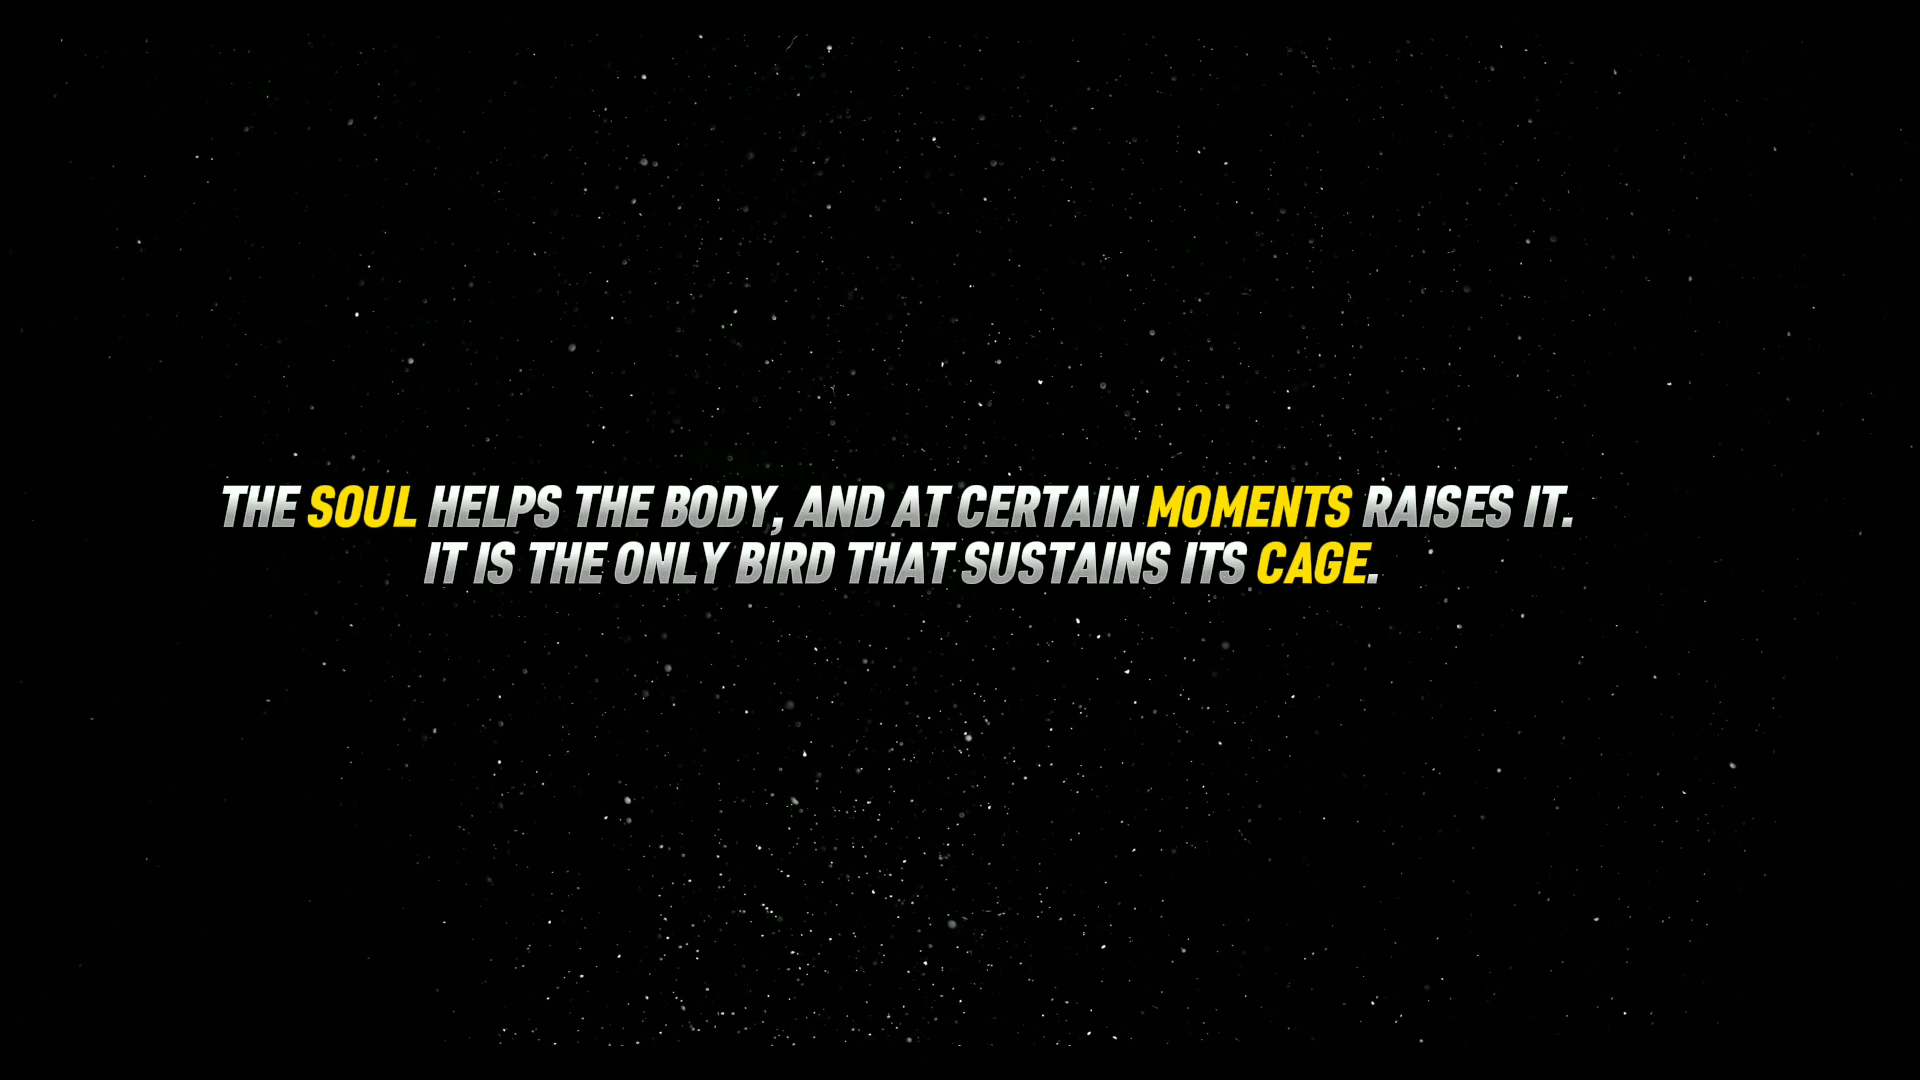 THE SOUL HELPS THE BODY, AND AT CERTAIN MOMENTS RAISES IT.
IT IS THE ONLY BIRD THAT SUSTAINS ITS CAGE.